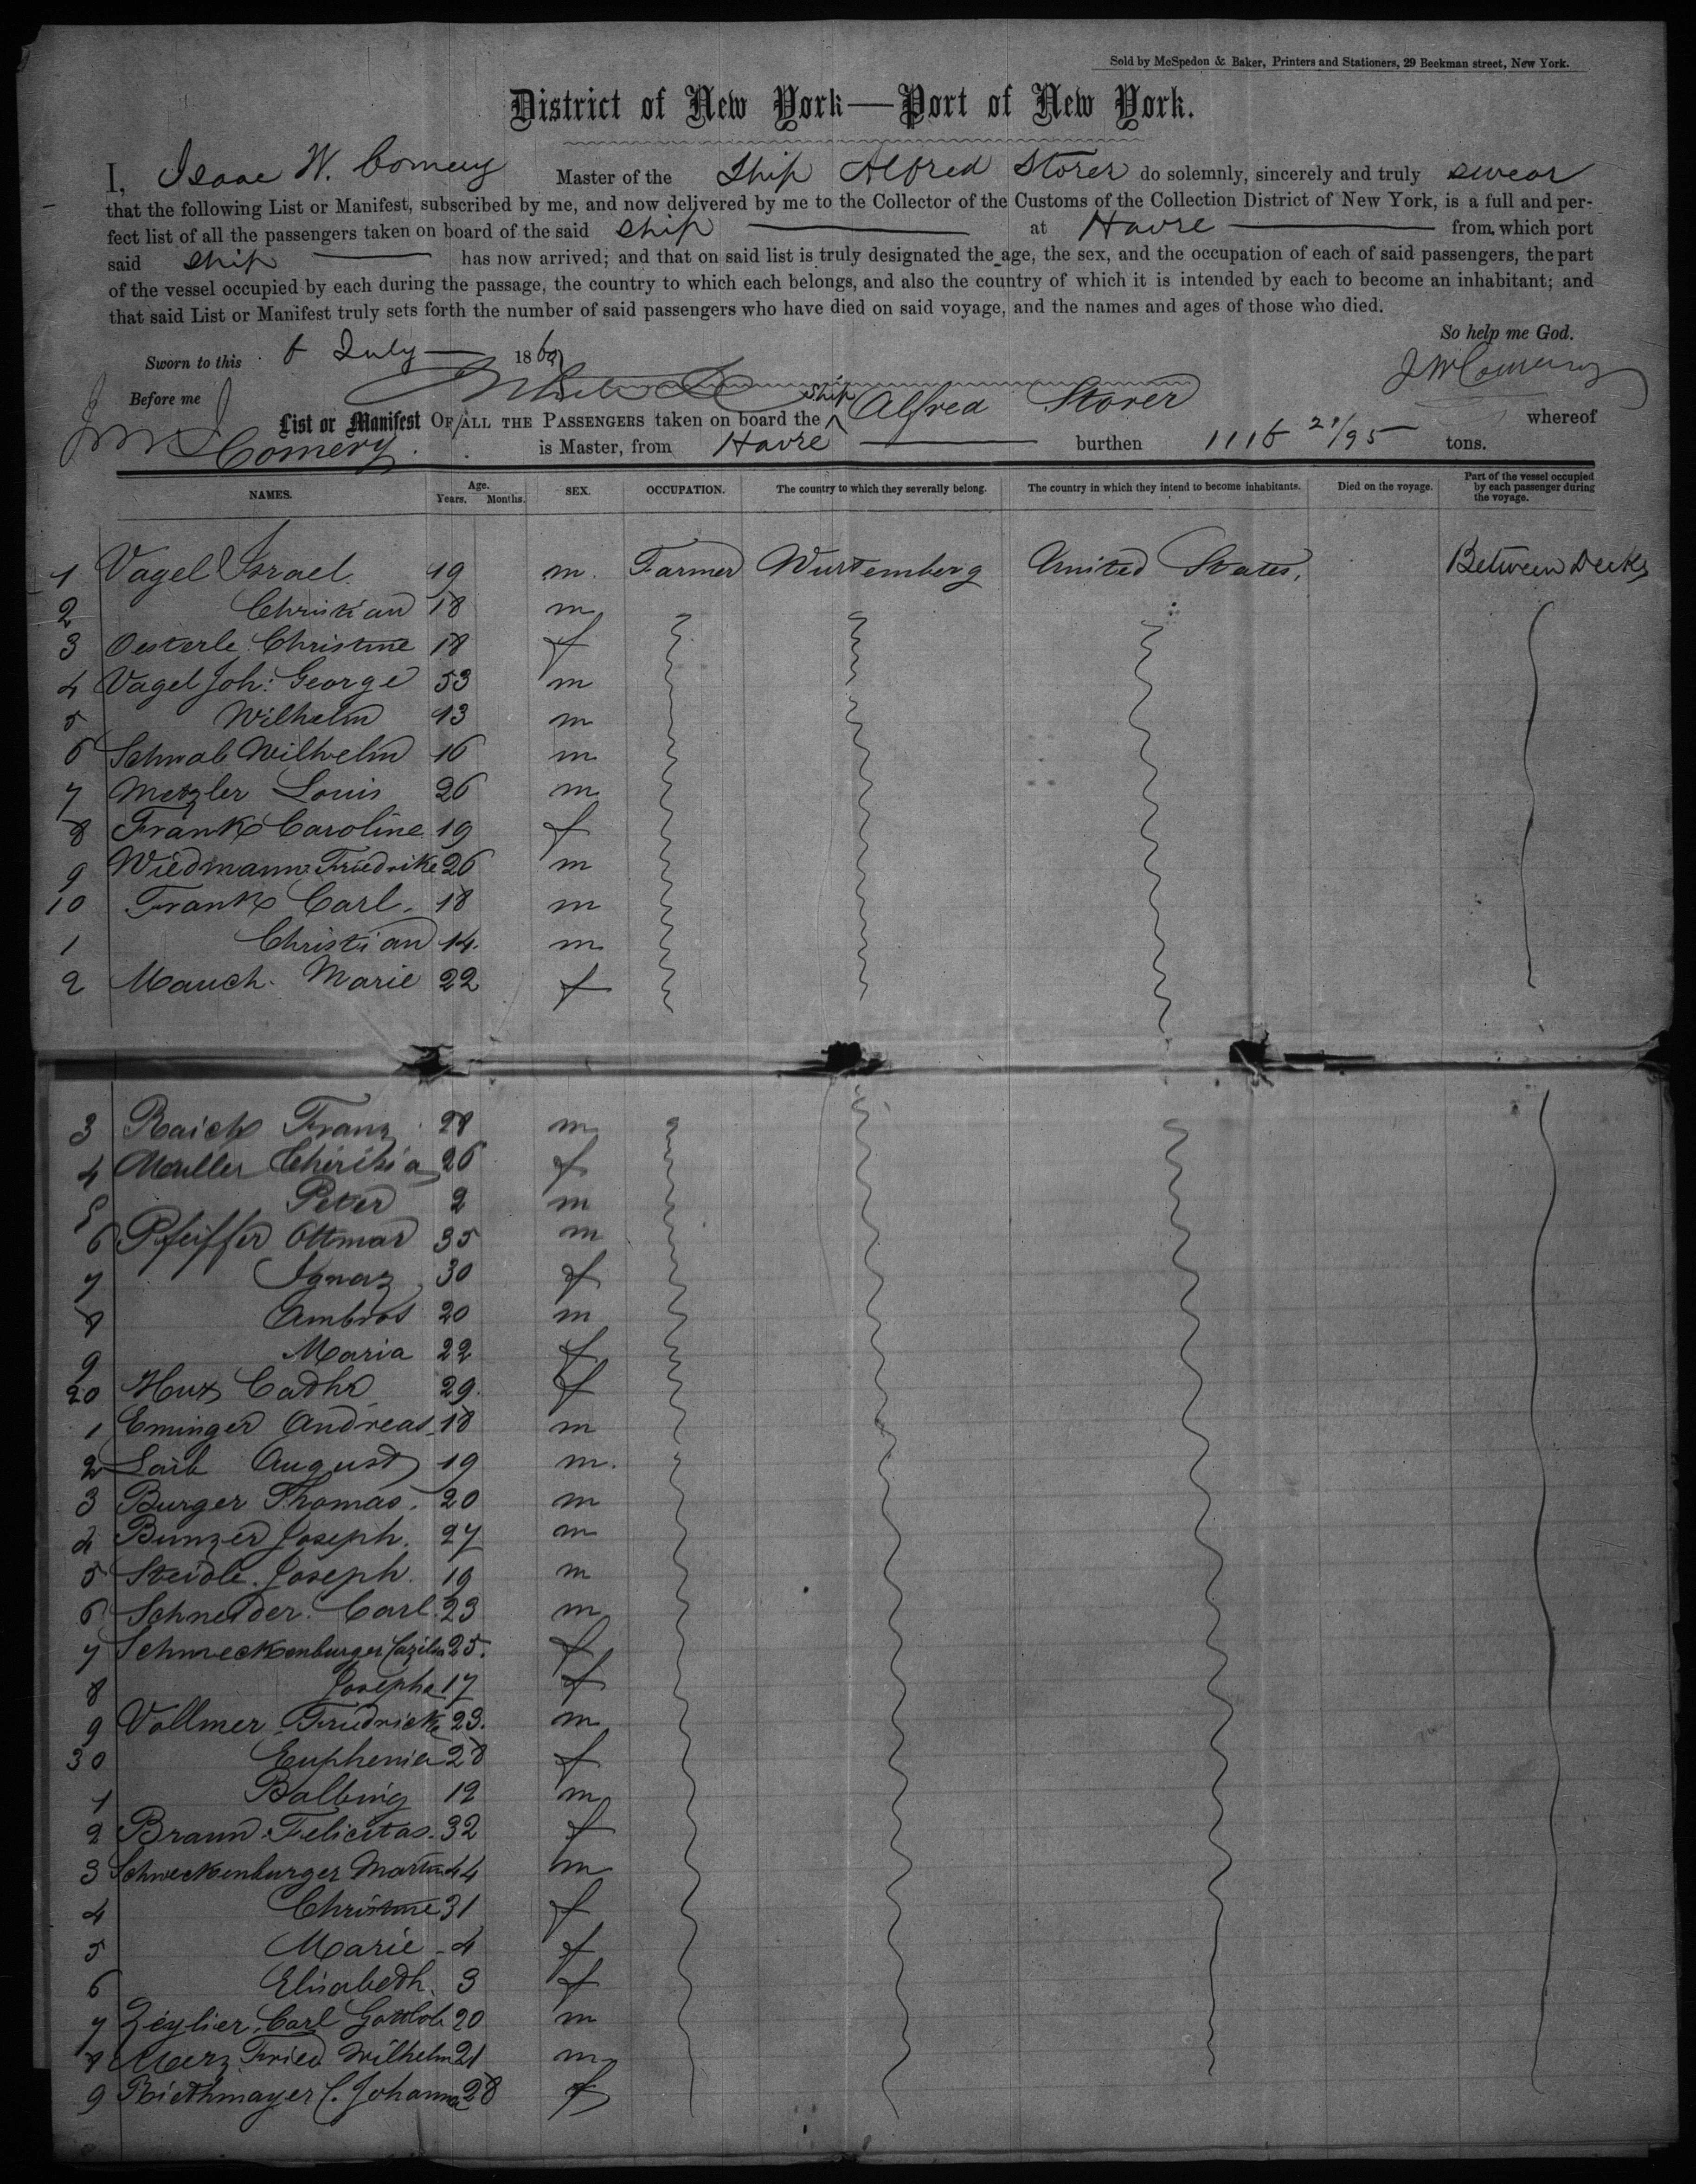 Sold by McSpedon & Baker, Printers and Stationers, 29 Beekman street, New York.
District of New York—Port of New York.
I, Isaac W. Comery Master of the Ship Alfred Storer do solemnly, sincerely and truly swear
that the following List or Manifest, subscribed by me, and now delivered by me to the Collector of the Customs of the Collection District of New York, is a full and per-
fect list of all the passengers taken on board of the said Ship at Havre from which port
said Ship has now arrived; and that on said list is truly designated the age, the sex, and the occupation of each of said passengers, the part
of the vessel occupied by each during the passage, the country to which each belongs, and also the country of which it is intended by each to become an inhabitant; and
that said List or Manifest truly sets forth the number of said passengers who have died on said voyage, and the names and ages of those who died.
So help me God.
Sworn to this 6 July 1860
J W Comery
Before me
List or Manifest OF ALL THE PASSENGERS taken on board the Ship Alfred Storer whereof
J W Comery is Master, from Havre burthen 1116 21/95 tons.
NAMES. Age. Years. Months. SEX. OCCUPATION. The country to which they severally belong. The country in which they intend to become inhabitants. Died on the voyage. Part of the vessel occupied by each passenger during the voyage.
1 Vagel Israel. 19 m. Farmer Wurtemberg United States. Between Decks
2 Christian 18 m
3 Oesterle Christine 18 f
4 Vagel Joh: George 53 m
5 Wilhelm 13 m
6 Schwab Wilhelm 16 m
7 Metzler Louis 26 m
8 Frank Caroline 19 f
9 Wiedmann Friedrike 26 m
10 Frank Carl. 18 m
1 Christian 14. m
2 Mauch. Marie 22 f
3 Raich Franz 28 m
4 Muller 26 f
5 Peter 2 m
6 Pfeiffer Ottmar 35 m
7 Ignaz 30 f
8 Ambros 20 m
9 Maria 22 f
20 Cathr 29. f
1 Eminger Andreas 18 m
2 Laib August 19 m.
3 Burger Thomas. 20 m
4 Bunzer Joseph. 27 m
5 Steidle. Joseph. 19 m
6 Schneider. Carl. 23 m
7 Schneckenburger 25. f
8 Josepha 17 f
9 Vollmer Friedricke 23. m
30 Euphenia 28 f
1 Balbing 12 m
2 Braun Felicitas. 32 f
3 Schneckenburger Martin 44 m
4 Christine 31 f
5 Marie 4 f
6 Elisabeth. 3 f
7 Carl Gottlob 20 m
8 Merz Fried Wilhelm 21 m
9 Riethmayer C. Johanna 28 f